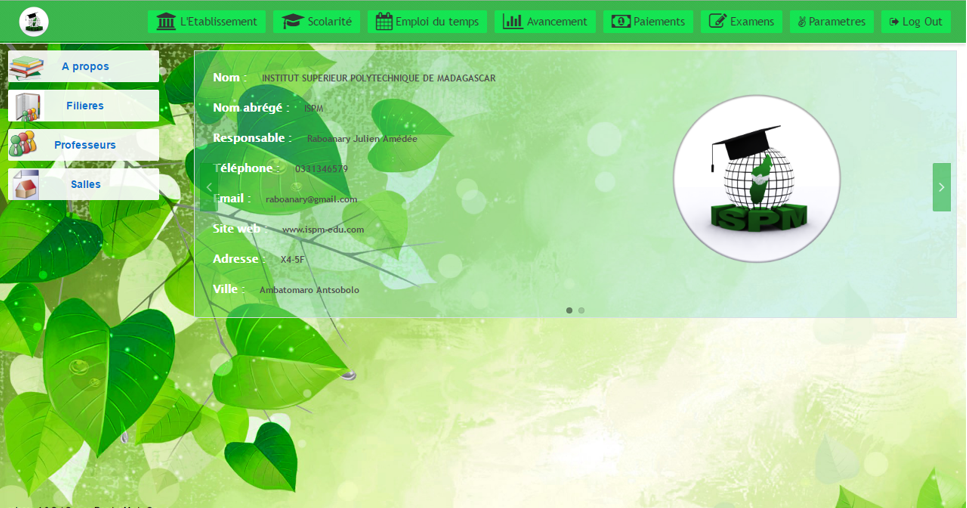 L'Etablissement Scolarité Emploi du temps Avancement Paiements Examens Parametres Log Out
A propos
Filieres
Professeurs
Salles
Nom : INSTITUT SUPERIEUR POLYTECHNIQUE DE MADAGASCAR
Nom abrégé : ISPM
Responsable : Raboanary Julien Amédée
Téléphone : 0331346579
Email : raboanary@gmail.com
Site web : www.ispm-edu.com
Adresse : X4-5F
Ville : Ambatomaro Antsobolo
ISPM